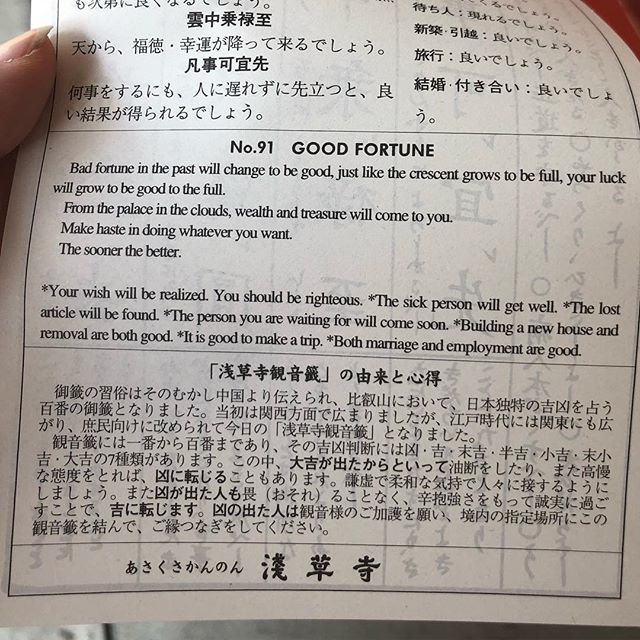 も次第に良くなるでしょう。
雲中乗禄至
天から、福徳・幸運が降って来るでしょう。
凡事可宜先
何事をするにも、人に遅れずに先立つと、良
い結果が得られるでしょう。
待ち人：現れるでしょう。
新築・引越：良いでしょう。
旅行：良いでしょう。
結婚・付き合い：良いでしょ
う。
No.91 GOOD FORTUNE
Bad fortune in the past will change to be good, just like the crescent grows to be full, your luck
will grow to be good to the full.
From the palace in the clouds, wealth and treasure will come to you.
Make haste in doing whatever you want.
The sooner the better.
*Your wish will be realized. You should be righteous. *The sick person will get well. *The lost
article will be found. *The person you are waiting for will come soon. *Building a new house and
removal are both good. *It is good to make a trip. *Both marriage and employment are good.
「浅草寺観音籤」の由来と心得
御籤の習俗はそのむかし中国より伝えられ、比叡山において、日本独特の吉凶を占う
百番の御籤となりました。当初は関西方面で広まりましたが、江戸時代には関東にも広
がり、庶民向けに改められて今日の「浅草寺観音籤」となりました。
観音籤には一番から百番まであり、その吉凶判断には凶・吉・末吉・半吉・小吉・末小
吉・大吉の7種類があります。この中、大吉が出たからといって油断をしたり、また高慢
な態度をとれば、凶に転じることもあります。謙虚で柔和な気持で人々に接するように
しましょう。また凶が出た人も畏（おそれ）ることなく、辛抱強さをもって誠実に過ご
すことで、吉に転じます。凶の出た人は観音様のご加護を願い、境内の指定場所にこの
観音籤を結んで、ご縁つなぎをしてください。
あさくさかんのん 浅草寺